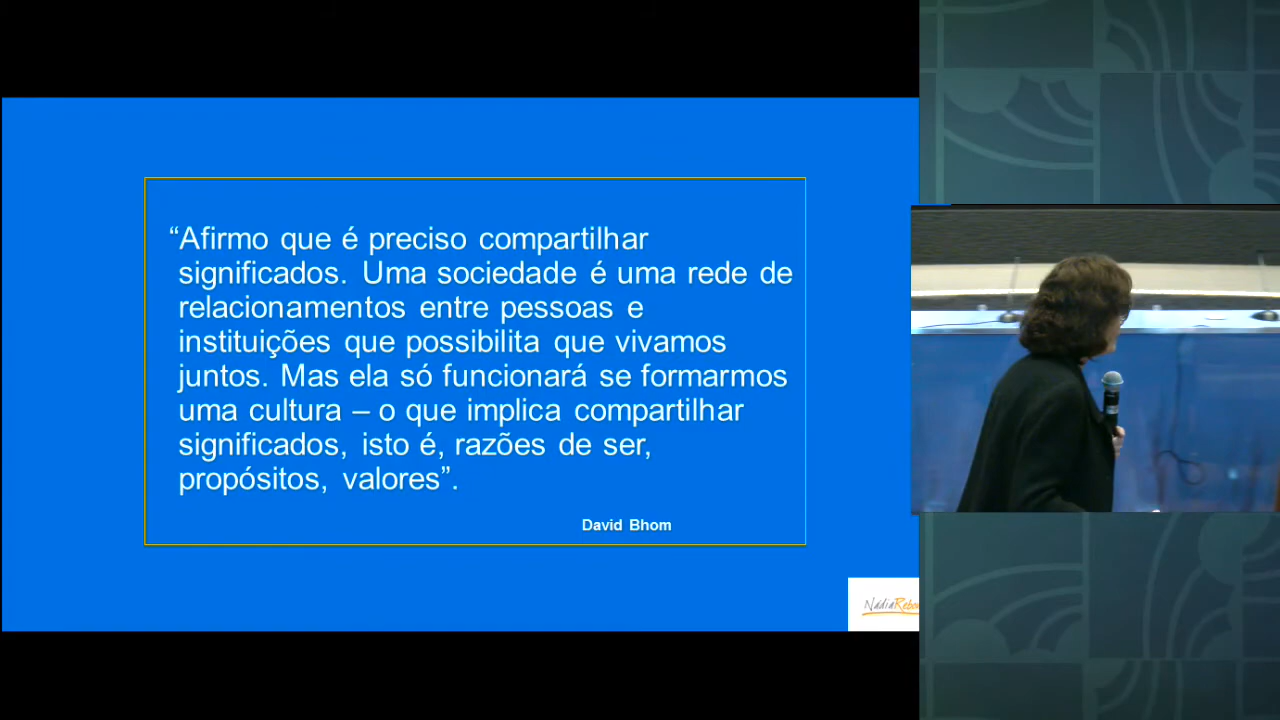 “Afirmo que é preciso compartilhar
significados. Uma sociedade é uma rede de
relacionamentos entre pessoas e
instituições que possibilita que vivamos
juntos. Mas ela só funcionará se formarmos
uma cultura – o que implica compartilhar
significados, isto é, razões de ser,
propósitos, valores”.
David Bhom
Nádia